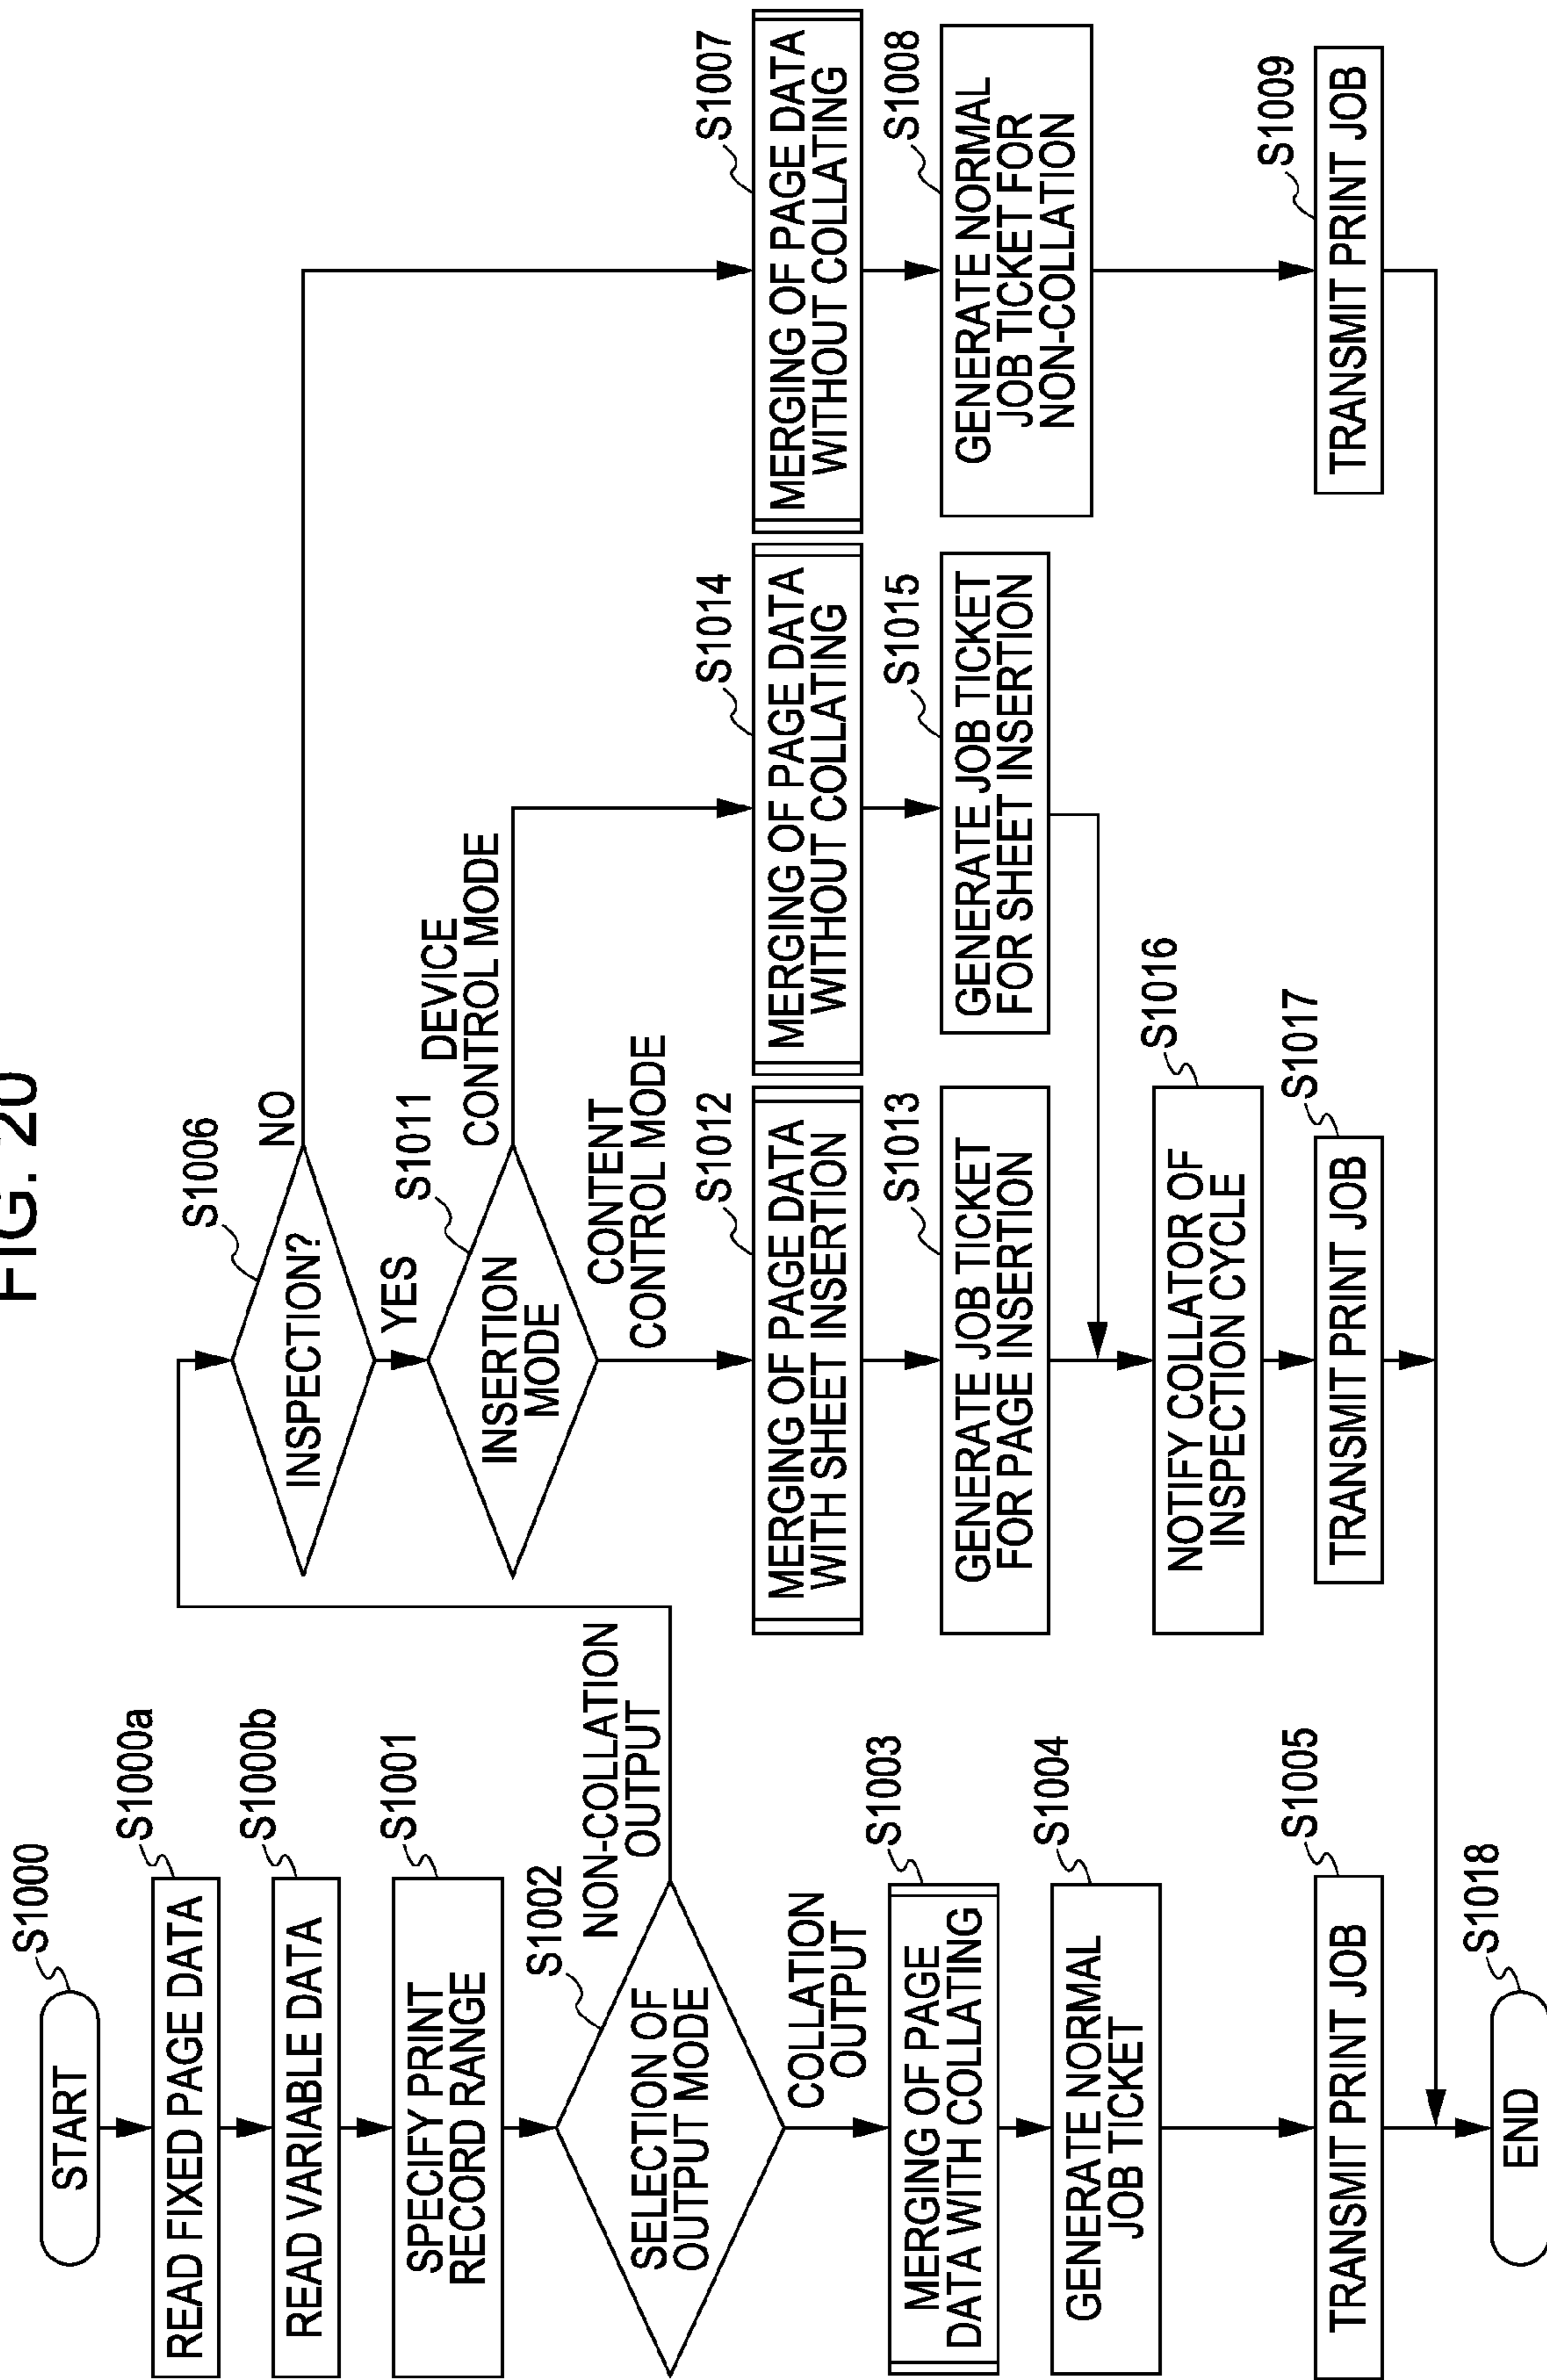 FIG. 20
START
S1000
READ FIXED PAGE DATA
S1000a
READ VARIABLE DATA
S1000b
SPECIFY PRINT
RECORD RANGE
S1001
SELECTION OF
OUTPUT MODE
S1002
NON-COLLATION
OUTPUT
COLLATION
OUTPUT
MERGING OF PAGE
DATA WITH COLLATING
S1003
GENERATE NORMAL
JOB TICKET
S1004
TRANSMIT PRINT JOB
S1005
END
S1018
INSPECTION?
S1006
NO
YES
INSERTION
MODE
S1011
DEVICE
CONTROL MODE
CONTENT
CONTROL MODE
MERGING OF PAGE DATA
WITH SHEET INSERTION
S1012
GENERATE JOB TICKET
FOR PAGE INSERTION
S1013
NOTIFY COLLATOR OF
INSPECTION CYCLE
S1016
TRANSMIT PRINT JOB
S1017
MERGING OF PAGE DATA
WITHOUT COLLATING
S1014
GENERATE JOB TICKET
FOR SHEET INSERTION
S1015
MERGING OF PAGE DATA
WITHOUT COLLATING
S1007
GENERATE NORMAL
JOB TICKET FOR
NON-COLLATION
S1008
TRANSMIT PRINT JOB
S1009